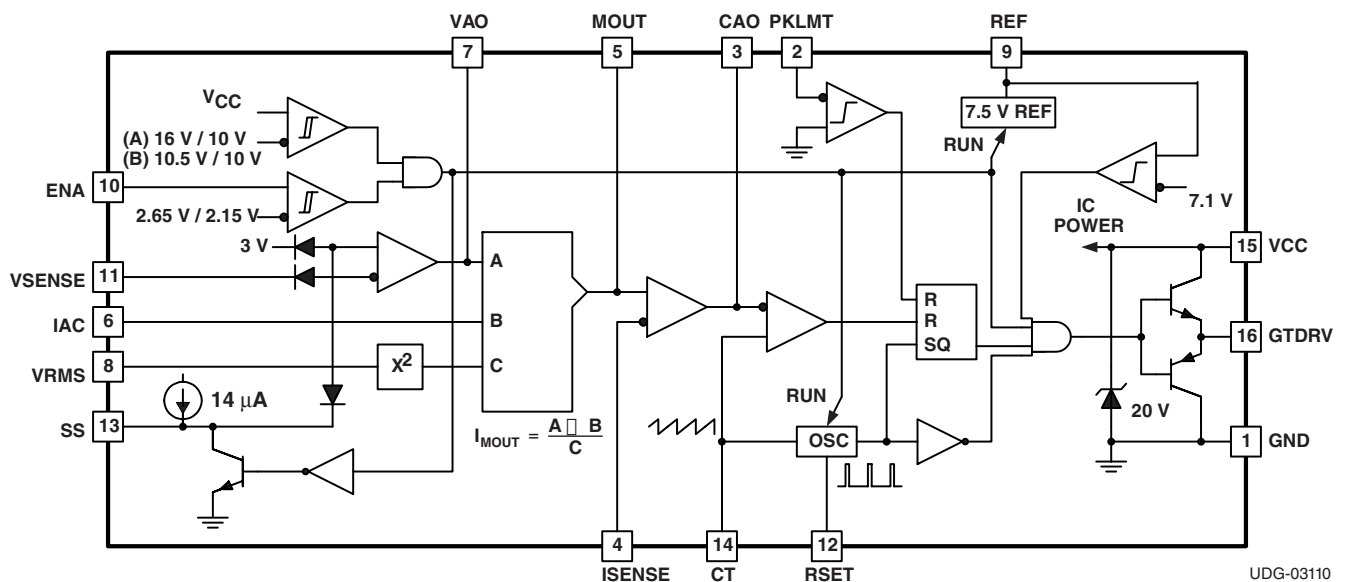 VAO
MOUT
CAO
PKLMT
REF
7
5
3
2
9
VCC
(A) 16 V / 10 V
(B) 10.5 V / 10 V
7.5 V REF
RUN
ENA
10
2.65 V / 2.15 V
7.1 V
IC
POWER
3 V
15
VCC
VSENSE
11
A
IAC
6
B
R
R
SQ
16
GTDRV
VRMS
8
X2
C
14 μA
RUN
20 V
SS
13
IMOUT = A □ B
C
OSC
1
GND
4
14
12
ISENSE
CT
RSET
UDG-03110